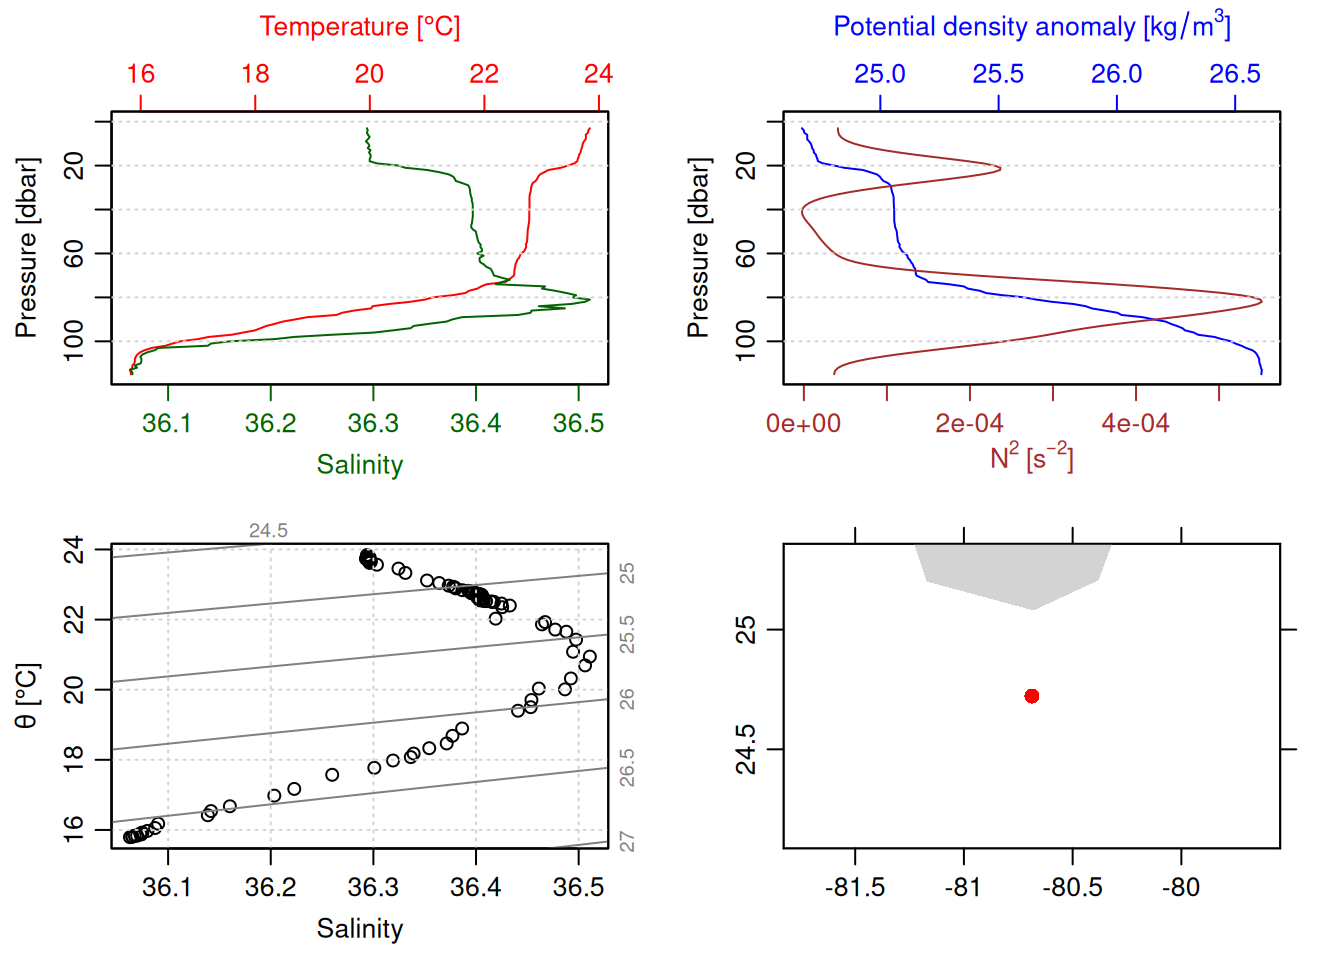 Temperature [°C]
16 18 20 22 24
Pressure [dbar]
20
60
100
36.1 36.2 36.3 36.4 36.5
Salinity
Potential density anomaly [kg/m³]
25.0 25.5 26.0 26.5
Pressure [dbar]
20
60
100
0e+00 2e-04 4e-04
N² [s⁻²]
24.5
θ [°C]
24
22
20
18
16
25
25.5
26
26.5
27
36.1 36.2 36.3 36.4 36.5
Salinity
25
24.5
-81.5 -81 -80.5 -80